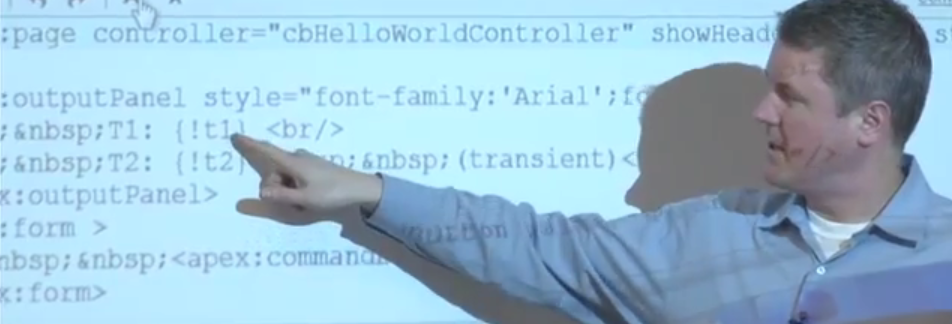 :page controller="cbHelloWorldController" showHead
:outputPanel style="font-family:'Arial';fo
;&nbsp;T1: {!t1} <br/>
;&nbsp;T2: {!t2} &nbsp;&nbsp;(transient)<
x:outputPanel>
:form >
nbsp;&nbsp;<apex:command
x:form>